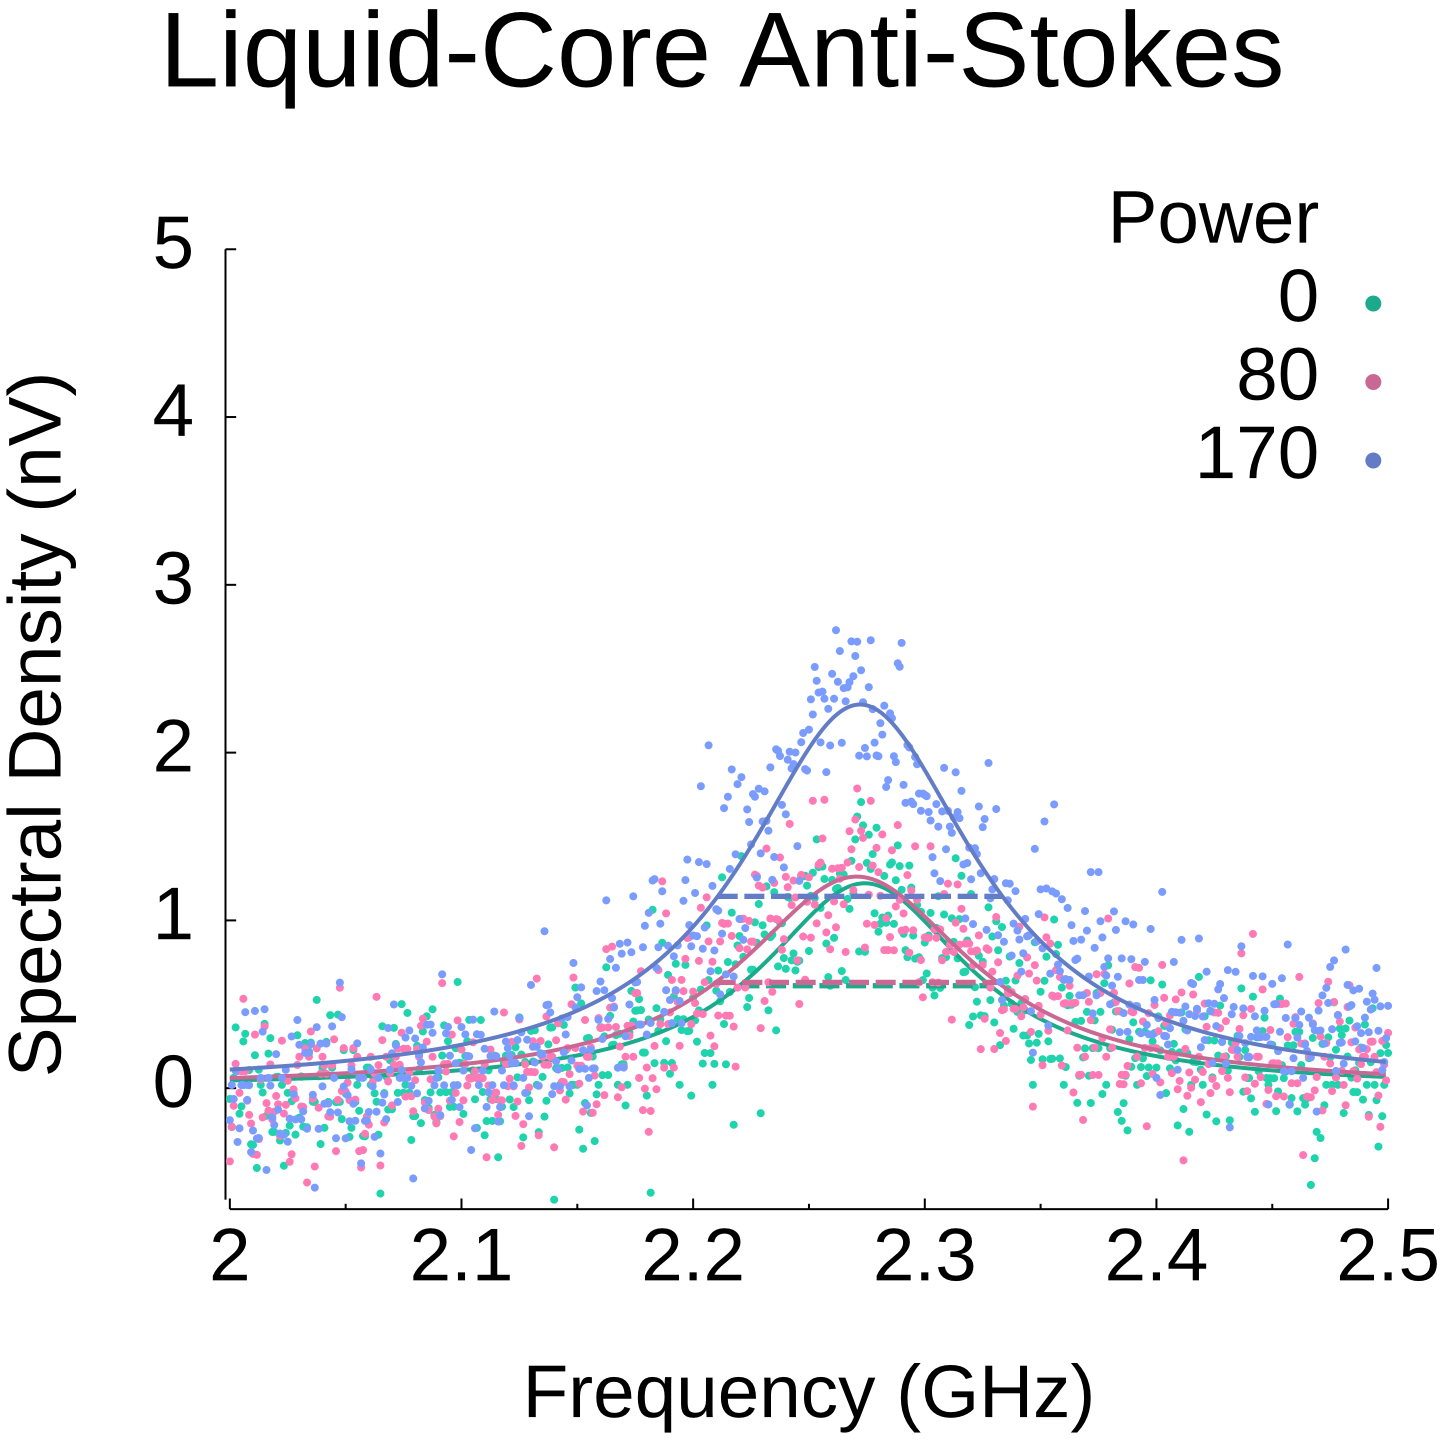 Liquid-Core Anti-Stokes
Power
0
80
170
Spectral Density (nV)
5
4
3
2
1
0
2 2.1 2.2 2.3 2.4 2.5
Frequency (GHz)